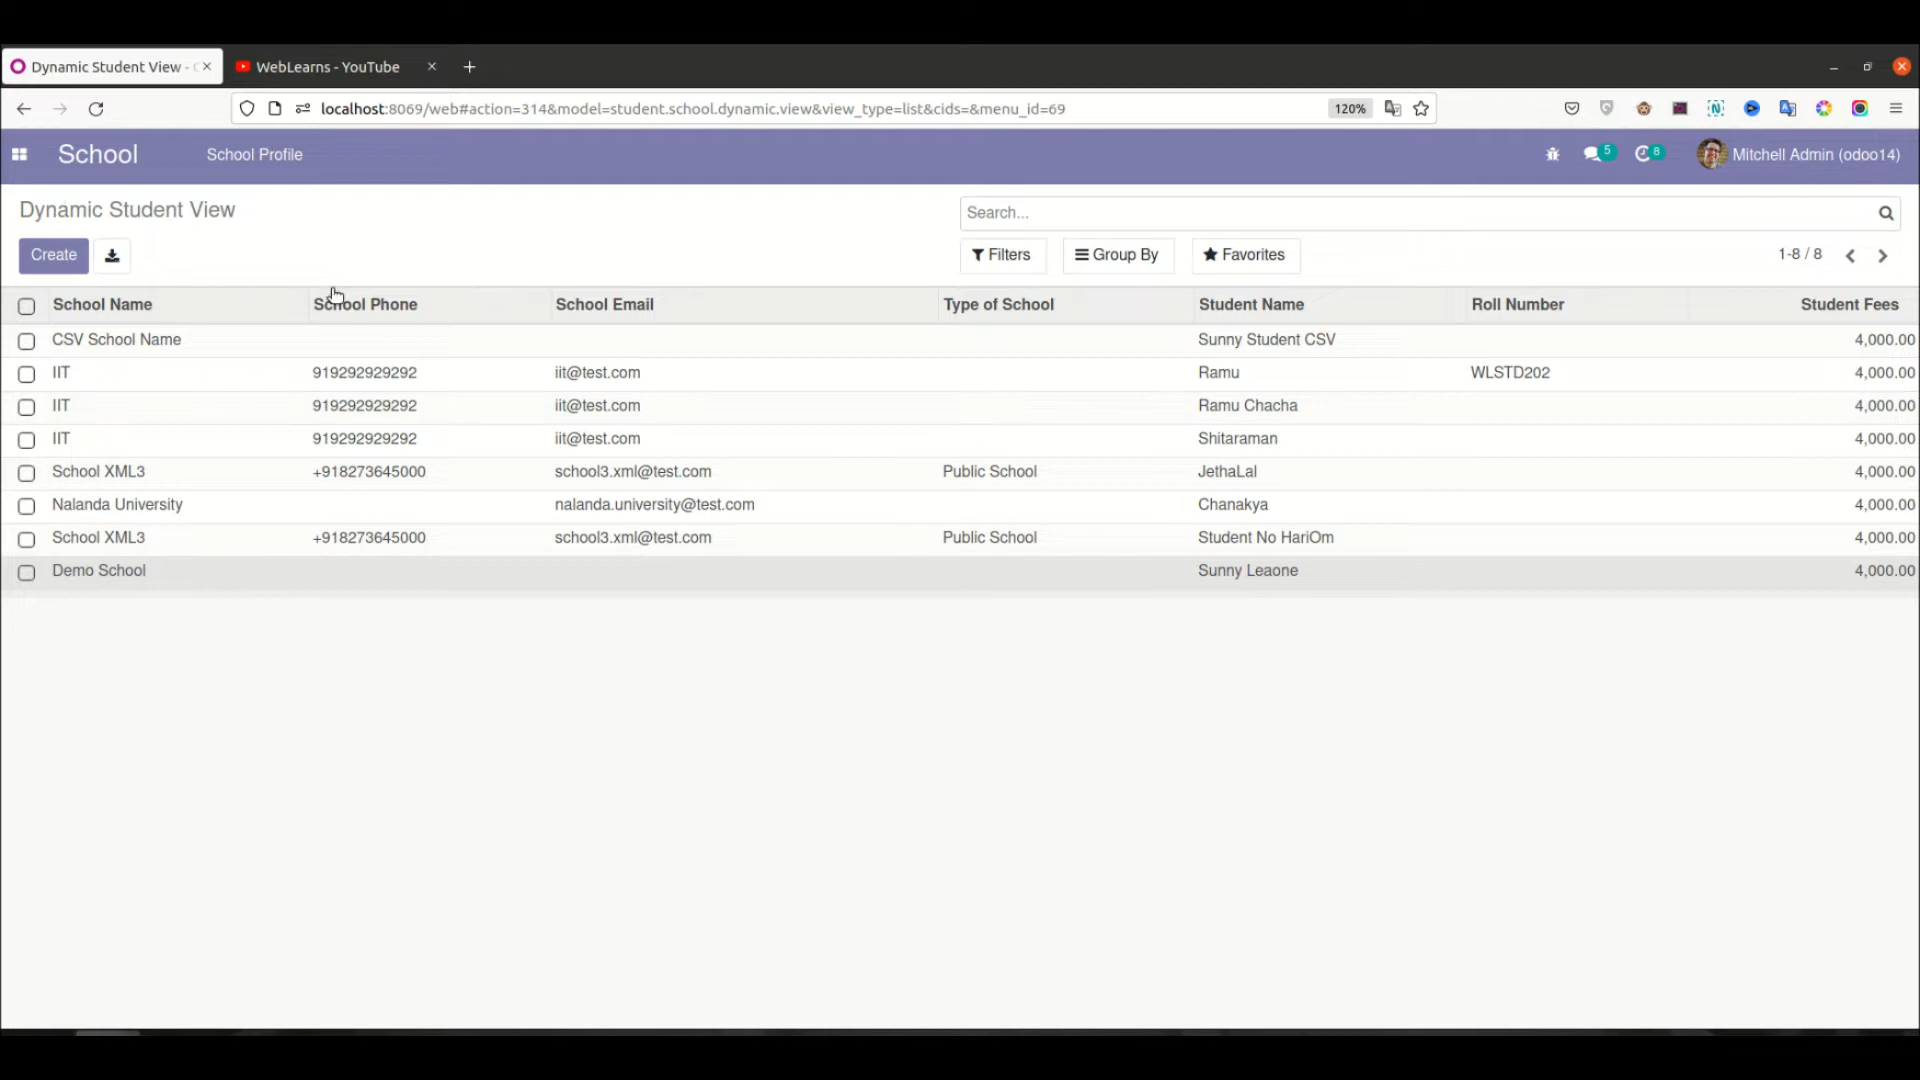 Dynamic Student View -
WebLearns - YouTube
localhost:8069/web#action=314&model=student.school.dynamic.view&view_type=list&cids=&menu_id=69
120%
School
School Profile
5
8
Mitchell Admin (odoo14)
Dynamic Student View
Search...
Create
Filters
Group By
Favorites
1-8 / 8
School Name School Phone School Email Type of School Student Name Roll Number Student Fees
CSV School Name Sunny Student CSV 4,000.00
IIT 919292929292 iit@test.com Ramu WLSTD202 4,000.00
IIT 919292929292 iit@test.com Ramu Chacha 4,000.00
IIT 919292929292 iit@test.com Shitaraman 4,000.00
School XML3 +918273645000 school3.xml@test.com Public School JethaLal 4,000.00
Nalanda University nalanda.university@test.com Chanakya 4,000.00
School XML3 +918273645000 school3.xml@test.com Public School Student No HariOm 4,000.00
Demo School Sunny Leaone 4,000.00